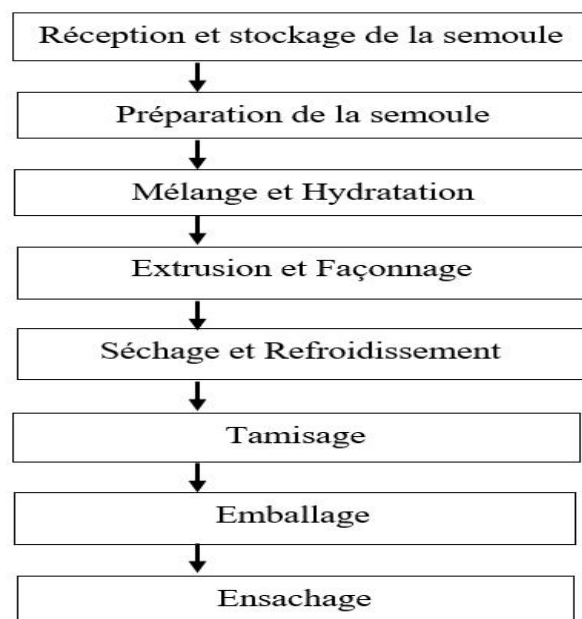 Réception et stockage de la semoule
Préparation de la semoule
Mélange et Hydratation
Extrusion et Façonnage
Séchage et Refroidissement
Tamisage
Emballage
Ensachage